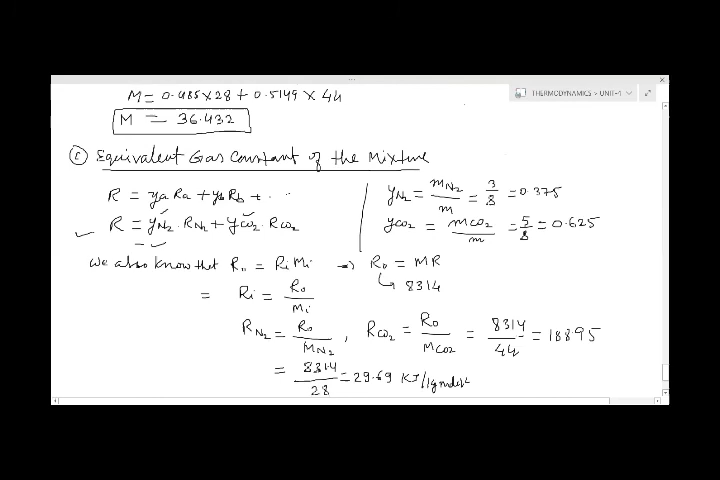 THERMODYNAMICS > UNIT-4
M = 0.485×28 + 0.5149×44
M = 36.432
(c) Equivalent Gas Constant of the Mixture
R = ya Ra + yb Rb + ...
R = yN2 . RN2 + yCO2 . RCO2
yN2 = mN2/m = 3/8 = 0.375
yCO2 = mCO2/m = 5/8 = 0.625
We also know that Ro = Ri Mi => Ro = MR
8314
= Ri = Ro/Mi
RN2 = Ro/MN2 , RCO2 = Ro/MCO2 = 8314/44 = 188.95
= 8314/28 = 29.69 KJ/